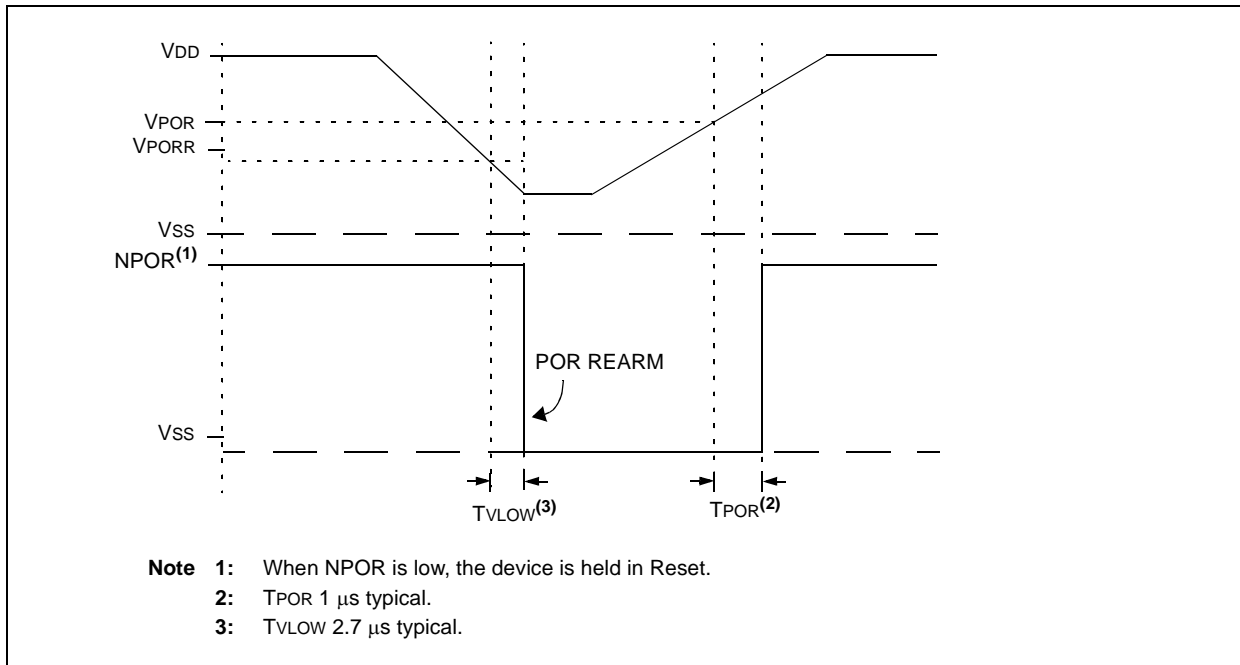 VDD
VPOR
VPORR
VSS
NPOR(1)
POR REARM
VSS
TVLOW(3)
TPOR(2)
Note 1: When NPOR is low, the device is held in Reset.
2: TPOR 1 μs typical.
3: TVLOW 2.7 μs typical.